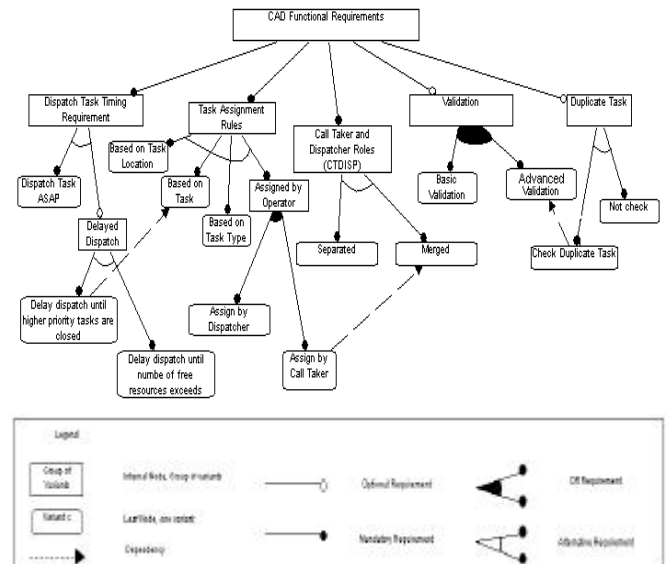 CAD Functional Requirements
Dispatch Task Timing
Requirement
Task Assignment
Rules
Call Taker and
Dispatcher Roles
(CTDISP)
Validation
Duplicate Task
Based on Task
Location
Dispatch Task
ASAP
Based on
Task
Based on
Task Type
Assigned by
Operator
Basic
Validation
Advanced
Validation
Not check
Delayed
Dispatch
Separated
Merged
Check Duplicate Task
Delay dispatch until
higher priority tasks are
closed
Assign by
Dispatcher
Delay dispatch until
numbe of free
resources exceeds
Assign by
Call Taker
Legend
Group of
Variants
Internal Node, Group of variants
Optional Requirement
OR Requirement
Variant c
Leaf Node, one variant
Dependency
Mandatory Requirement
Alternative Requirement